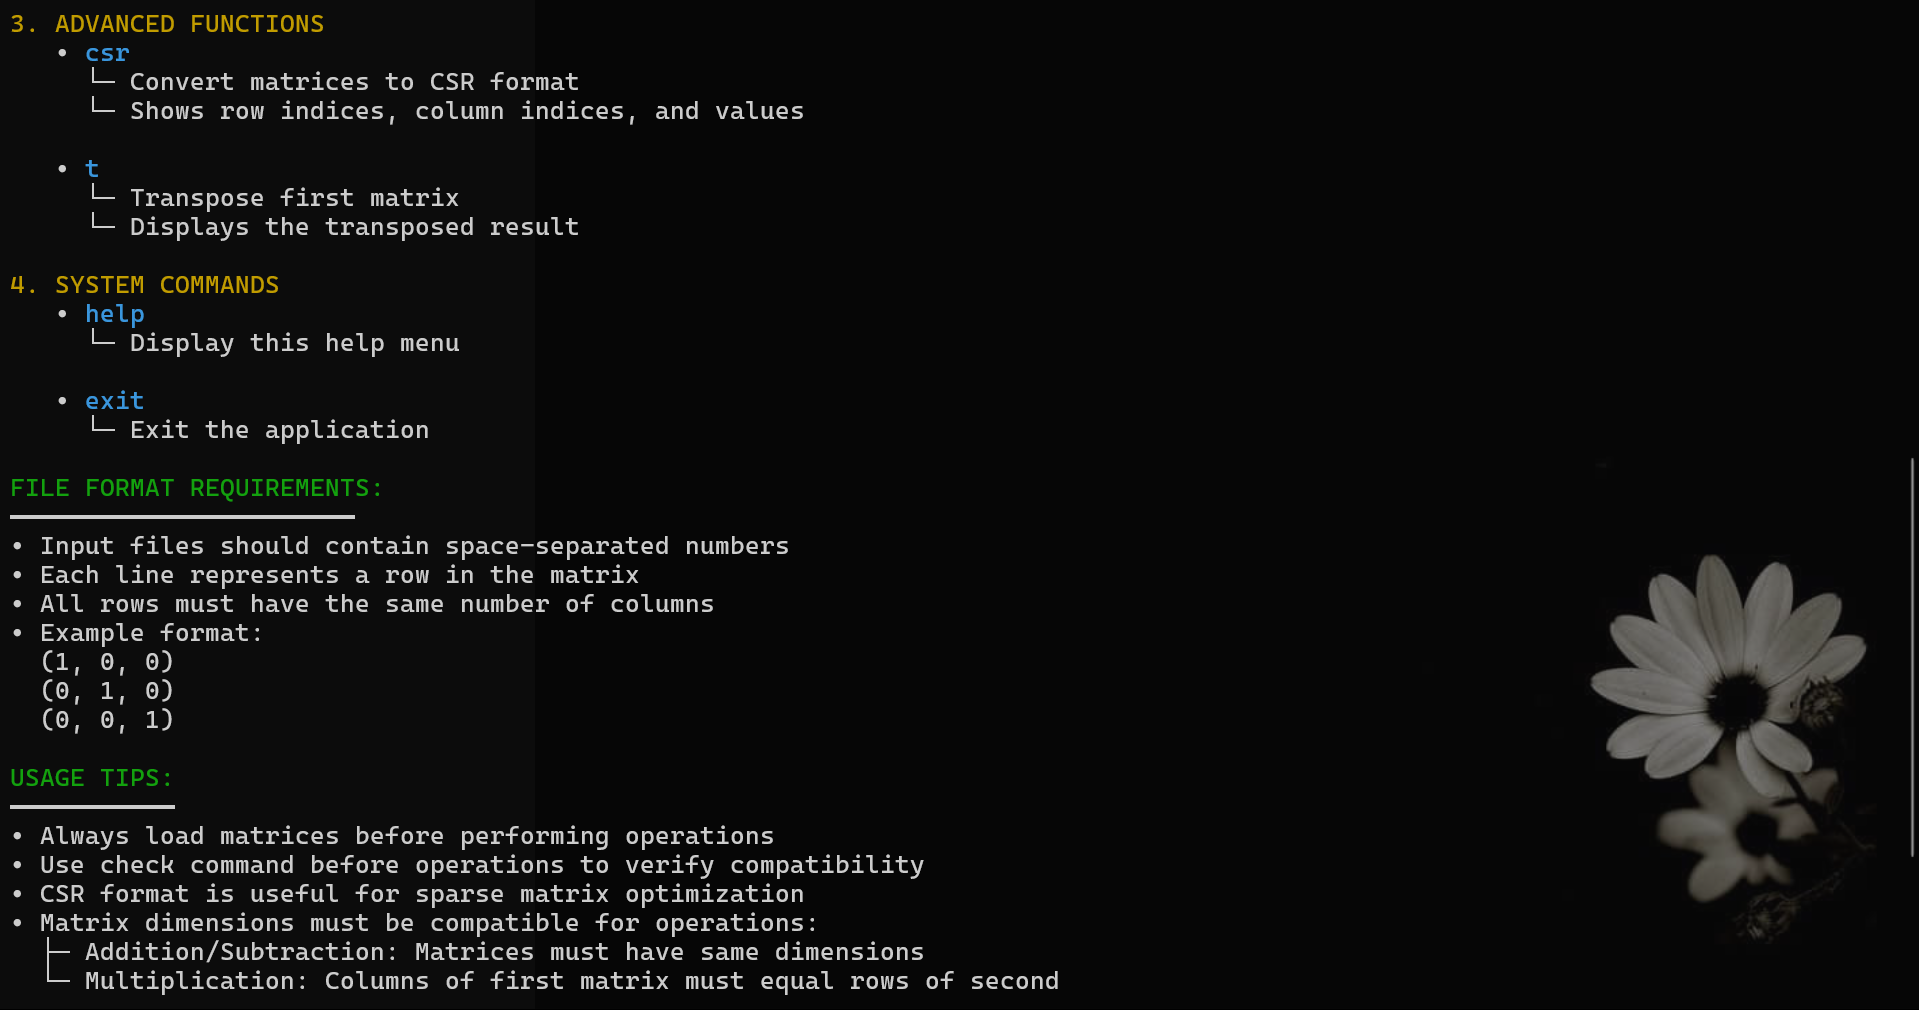 3. ADVANCED FUNCTIONS
• csr
└─ Convert matrices to CSR format
└─ Shows row indices, column indices, and values
• t
└─ Transpose first matrix
└─ Displays the transposed result
4. SYSTEM COMMANDS
• help
└─ Display this help menu
• exit
└─ Exit the application
FILE FORMAT REQUIREMENTS:
• Input files should contain space-separated numbers
• Each line represents a row in the matrix
• All rows must have the same number of columns
• Example format:
(1, 0, 0)
(0, 1, 0)
(0, 0, 1)
USAGE TIPS:
• Always load matrices before performing operations
• Use check command before operations to verify compatibility
• CSR format is useful for sparse matrix optimization
• Matrix dimensions must be compatible for operations:
├─ Addition/Subtraction: Matrices must have same dimensions
└─ Multiplication: Columns of first matrix must equal rows of second